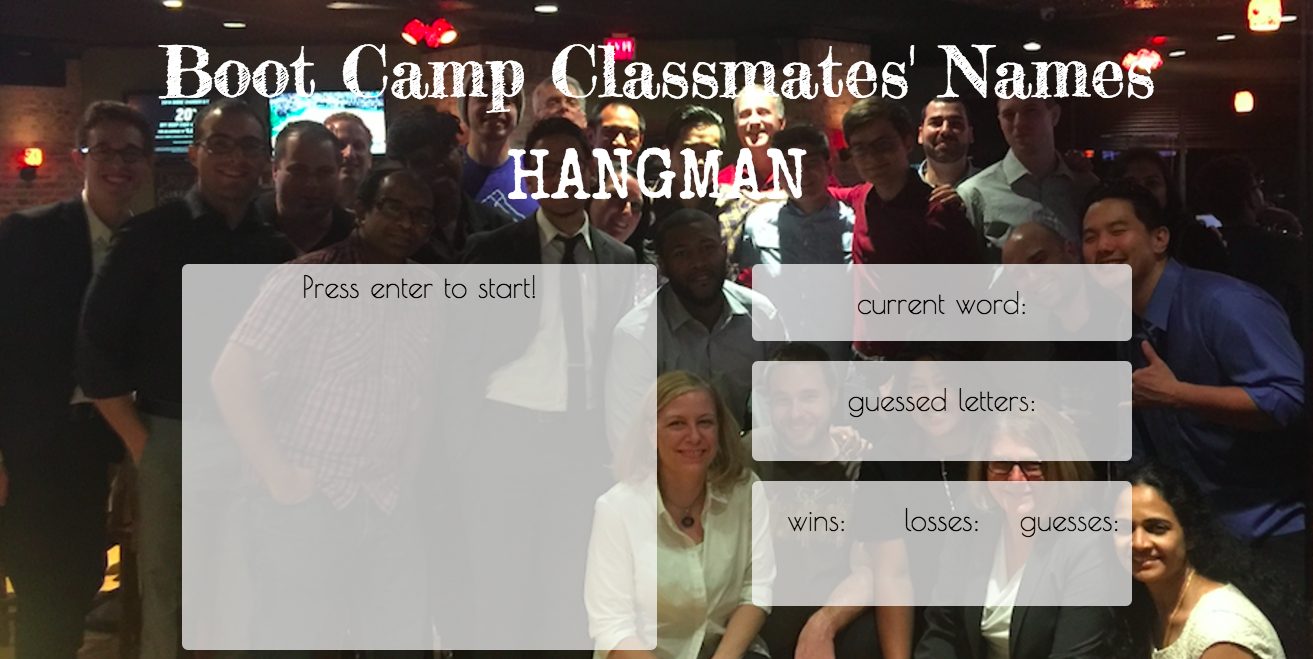 Boot Camp Classmates' Names
HANGMAN
Press enter to start!
current word:
guessed letters:
wins: losses: guesses: